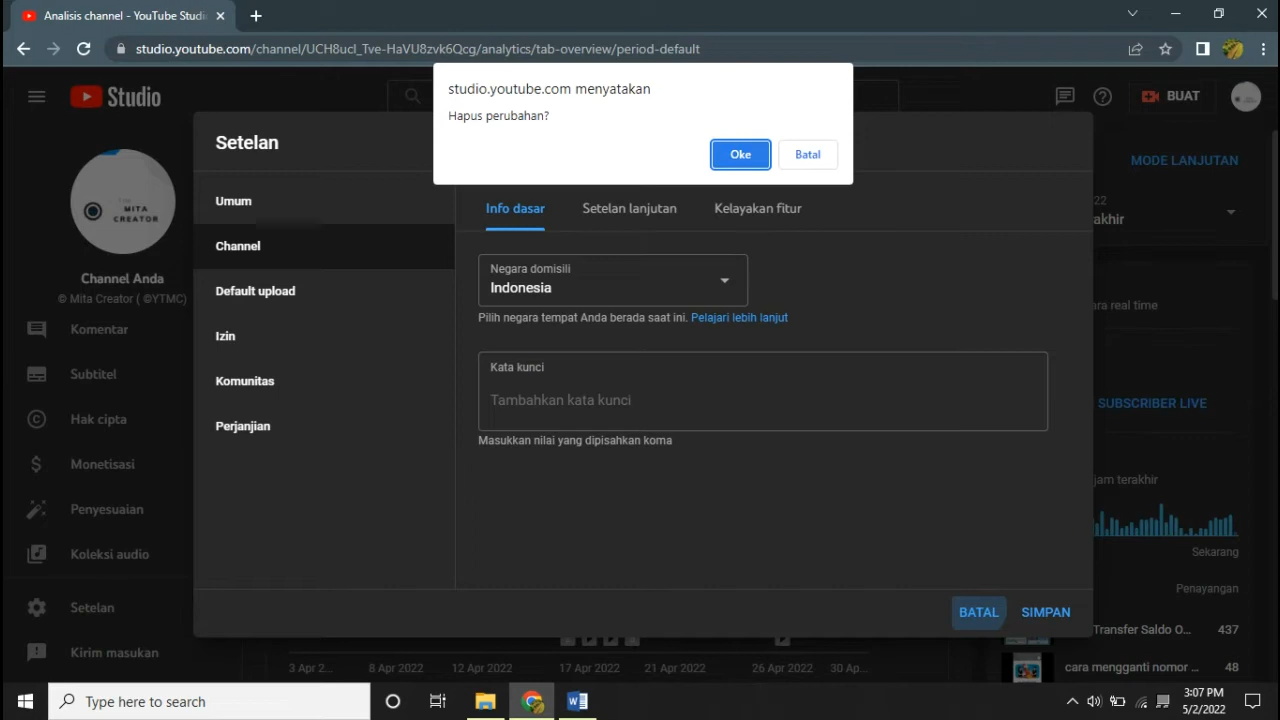 Analisis channel - YouTube Studi
studio.youtube.com/channel/UCH8ucl_Tve-HaVU8zvk6Qcg/analytics/tab-overview/period-default
studio.youtube.com menyatakan
Hapus perubahan?
Oke
Batal
Studio
BUAT
MITA
CREATOR
Channel Anda
© Mita Creator ( @YTMC)
Komentar
Subtitel
Hak cipta
Monetisasi
Penyesuaian
Koleksi audio
Setelan
Kirim masukan
Setelan
Umum
Channel
Default upload
Izin
Komunitas
Perjanjian
Info dasar
Setelan lanjutan
Kelayakan fitur
Negara domisili
Indonesia
Pilih negara tempat Anda berada saat ini. Pelajari lebih lanjut
Kata kunci
Tambahkan kata kunci
Masukkan nilai yang dipisahkan koma
BATAL
SIMPAN
MODE LANJUTAN
22
akhir
ara real time
SUBSCRIBER LIVE
jam terakhir
Sekarang
Penayangan
Transfer Saldo O... 437
cara mengganti nomor ... 48
3 Apr 2... 8 Apr 2022 12 Apr 2022 17 Apr 2022 21 Apr 2022 26 Apr 2022 30 Ap...
Type here to search
3:07 PM
5/2/2022